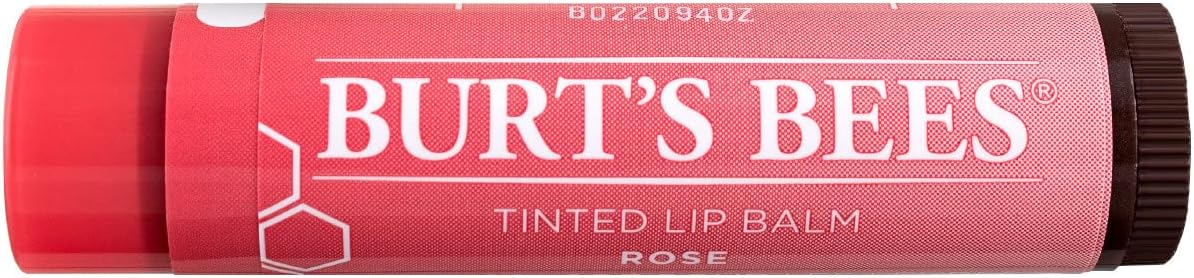 B0220940Z
BURT'S BEES®
TINTED LIP BALM
ROSE